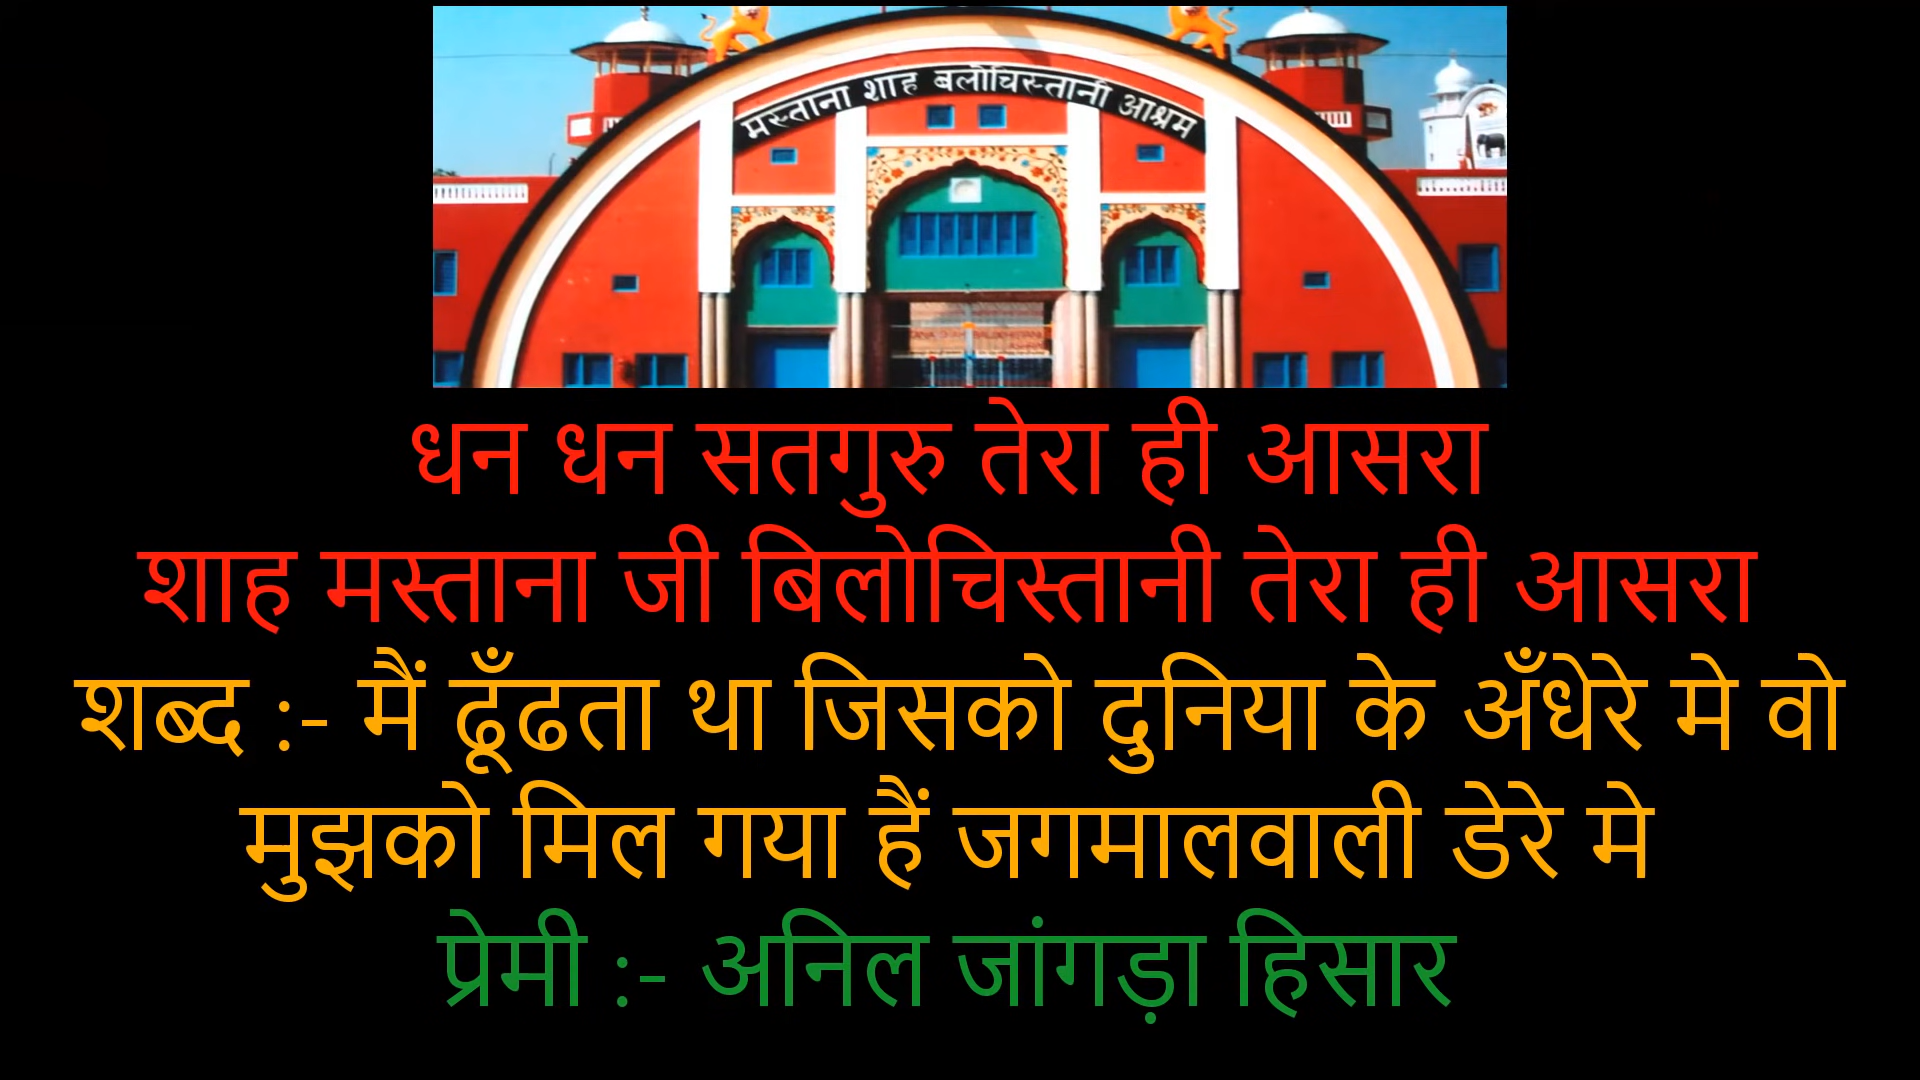 मस्ताना शाह बलोचिस्तानी आश्रम
धन धन सतगुरु तेरा ही आसरा
शाह मस्ताना जी बिलोचिस्तानी तेरा ही आसरा
शब्द :- मैं ढूँढता था जिसको दुनिया के अँधेरे मे वो
मुझको मिल गया हैं जगमालवाली डेरे मे
प्रेमी :- अनिल जांगड़ा हिसार